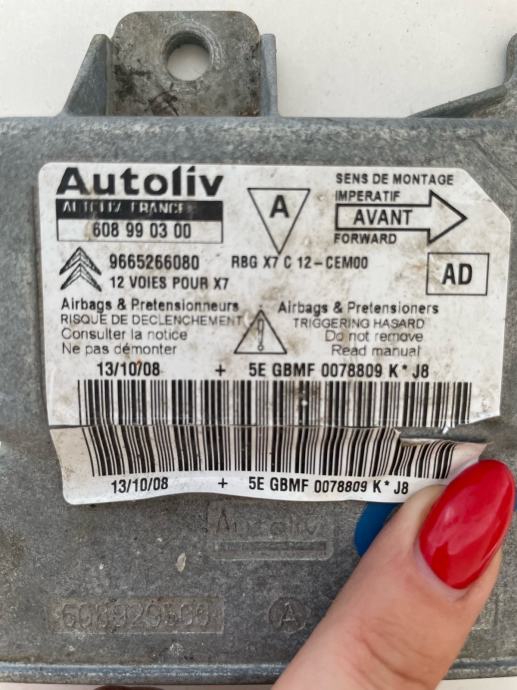 Autoliv
AUTOLIV FRANCE
608 99 03 00
A
SENS DE MONTAGE
IMPERATIF
AVANT
FORWARD
9665266080
RBG X7 C 12-CEM00
12 VOIES POUR X7
AD
Airbags & Pretensionneurs
RISQUE DE DECLENCHEMENT
Consulter la notice
Ne pas démonter
Airbags & Pretensioners
TRIGGERING HASARD
Do not remove
Read manual
13/10/08 + 5E GBMF 0078809 K* J8
13/10/08 + 5E GBMF 0078809 K* J8
Autoliv
A